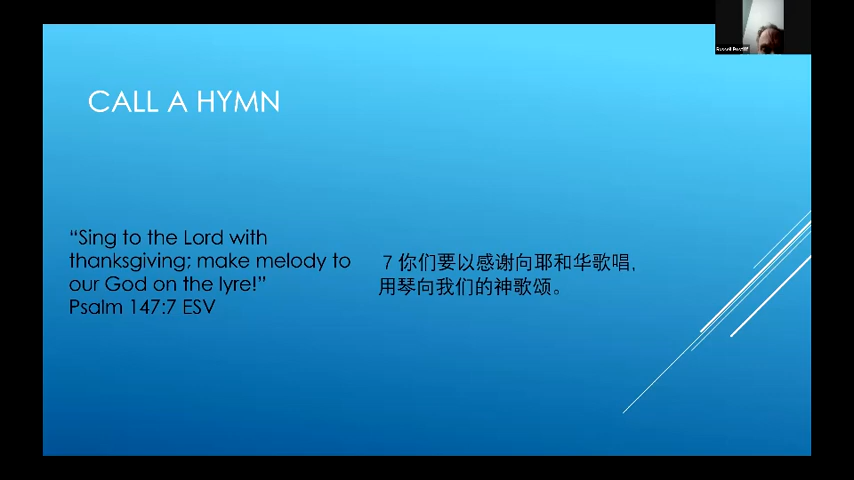 CALL A HYMN
“Sing to the Lord with
thanksgiving; make melody to
our God on the lyre!”
Psalm 147:7 ESV
7 你们要以感谢向耶和华歌唱，
用琴向我们的神歌颂。